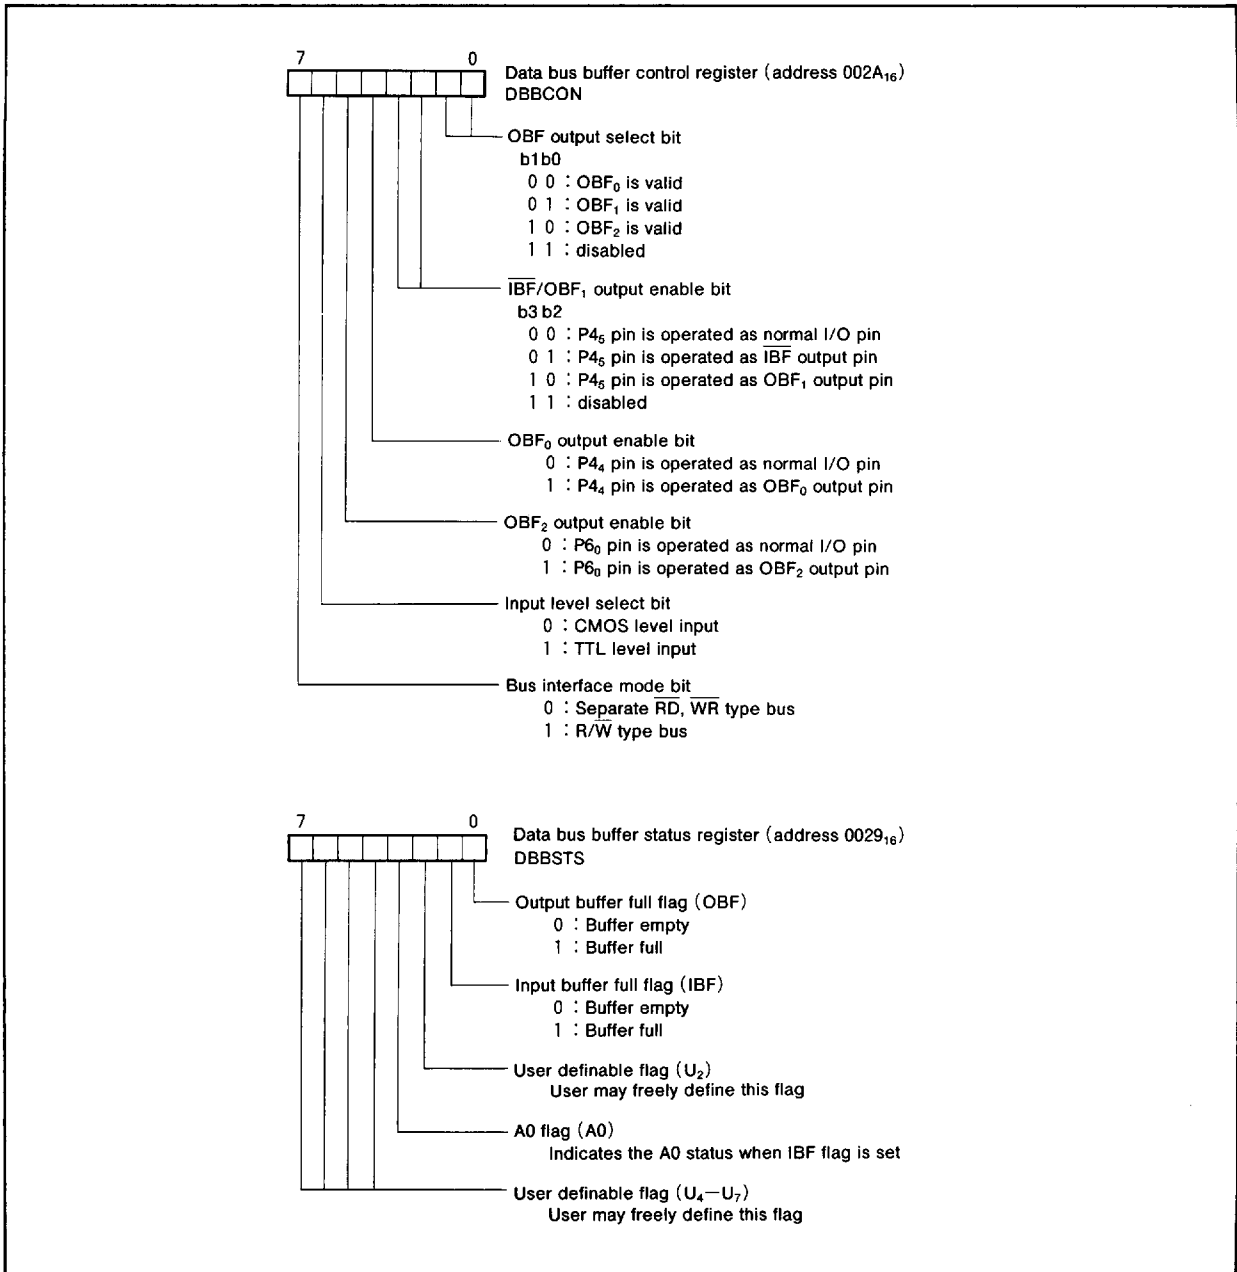 7 0
Data bus buffer control register (address 002A₁₆)
DBBCON
OBF output select bit
b1 b0
0 0 : OBF₀ is valid
0 1 : OBF₁ is valid
1 0 : OBF₂ is valid
1 1 : disabled
I̅B̅F̅/OBF₁ output enable bit
b3 b2
0 0 : P4₅ pin is operated as normal I/O pin
0 1 : P4₅ pin is operated as I̅B̅F̅ output pin
1 0 : P4₅ pin is operated as OBF₁ output pin
1 1 : disabled
OBF₀ output enable bit
0 : P4₄ pin is operated as normal I/O pin
1 : P4₄ pin is operated as OBF₀ output pin
OBF₂ output enable bit
0 : P6₀ pin is operated as normal I/O pin
1 : P6₀ pin is operated as OBF₂ output pin
Input level select bit
0 : CMOS level input
1 : TTL level input
Bus interface mode bit
0 : Separate R̅D̅, W̅R̅ type bus
1 : R/W̅ type bus
7 0
Data bus buffer status register (address 0029₁₆)
DBBSTS
Output buffer full flag (OBF)
0 : Buffer empty
1 : Buffer full
Input buffer full flag (IBF)
0 : Buffer empty
1 : Buffer full
User definable flag (U₂)
User may freely define this flag
A0 flag (A0)
Indicates the A0 status when IBF flag is set
User definable flag (U₄—U₇)
User may freely define this flag